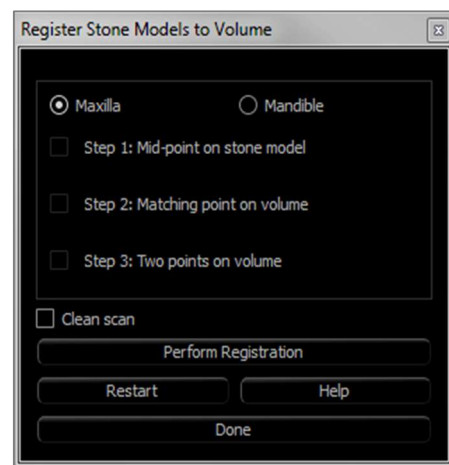 Register Stone Models to Volume
Maxilla Mandible
Step 1: Mid-point on stone model
Step 2: Matching point on volume
Step 3: Two points on volume
Clean scan
Perform Registration
Restart Help
Done